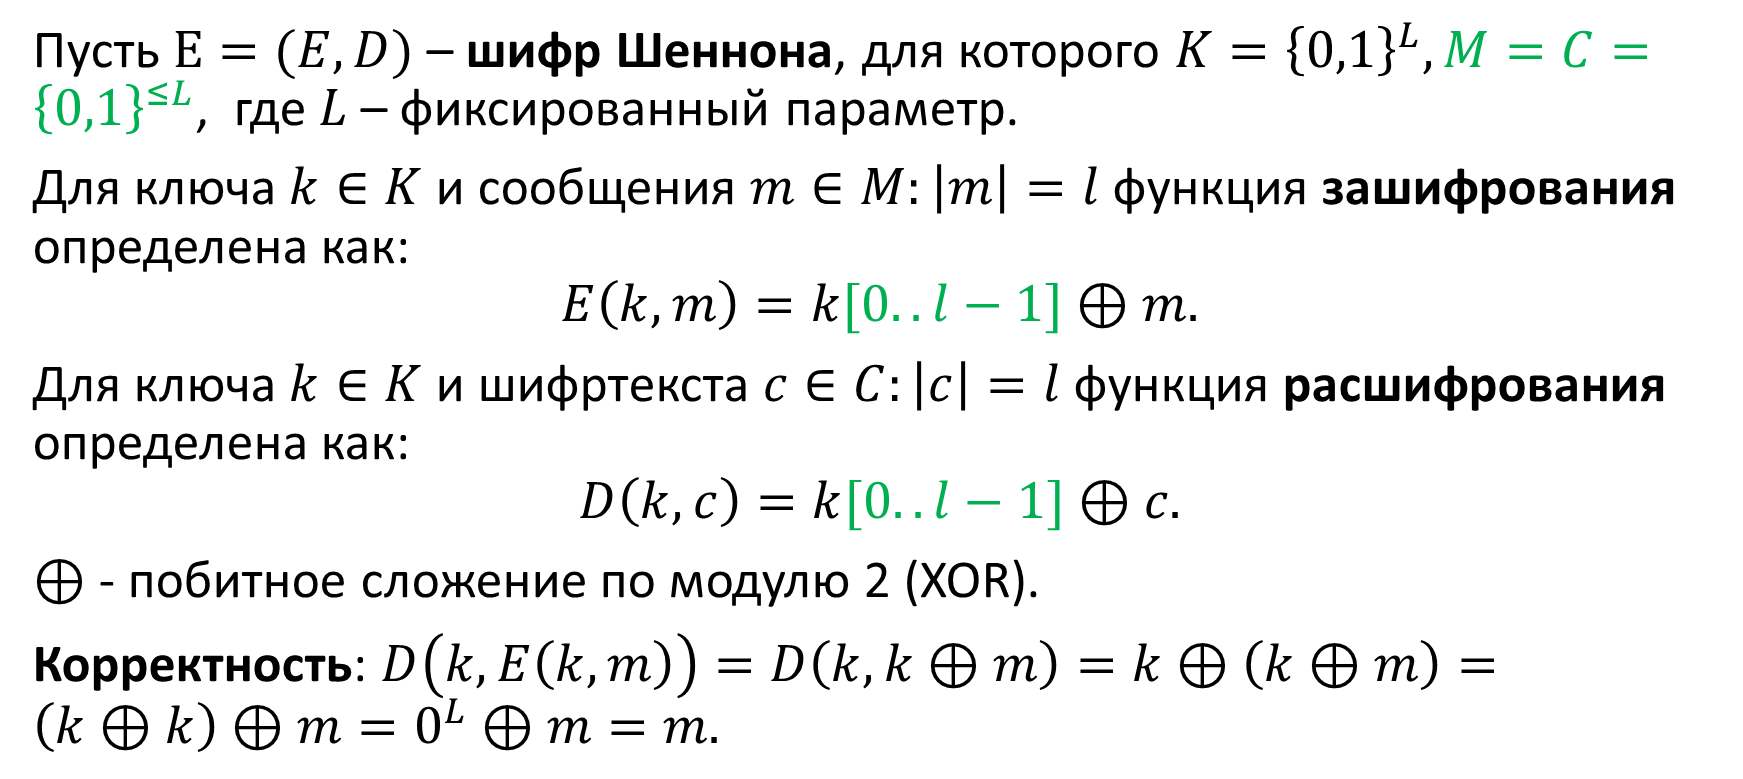 Пусть E = (E, D) – шифр Шеннона, для которого K = {0,1}^L, M = C =
{0,1}^≤L, где L – фиксированный параметр.
Для ключа k ∈ K и сообщения m ∈ M: |m| = l функция зашифрования
определена как:
E(k, m) = k[0. . l − 1] ⊕ m.
Для ключа k ∈ K и шифртекста c ∈ C: |c| = l функция расшифрования
определена как:
D(k, c) = k[0. . l − 1] ⊕ c.
⊕ - побитное сложение по модулю 2 (XOR).
Корректность: D(k, E(k, m)) = D(k, k ⊕ m) = k ⊕ (k ⊕ m) =
(k ⊕ k) ⊕ m = 0^L ⊕ m = m.